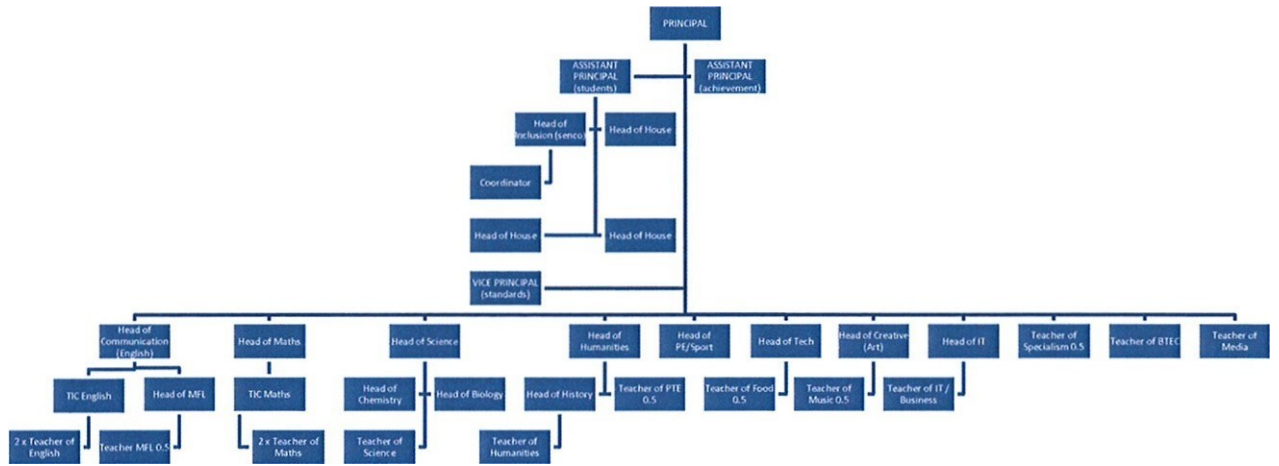 PRINCIPAL
ASSISTANT
PRINCIPAL
(students)
ASSISTANT
PRINCIPAL
(achievement)
Head of
Inclusion (senco)
Head of House
Coordinator
Head of House
Head of House
VICE PRINCIPAL
(standards)
Head of
Communication
(English)
Head of Maths
Head of Science
Head of
Humanities
Head of
PE/Sport
Head of Tech
Head of Creative
(Art)
Head of IT
Teacher of
Specialism 0.5
Teacher of BTEC
Teacher of
Media
TIC English
Head of MFL
TIC Maths
Head of
Chemistry
Head of Biology
Head of History
Teacher of PTE
0.5
Teacher of Food
0.5
Teacher of
Music 0.5
Teacher of IT /
Business
2 x Teacher of
English
Teacher MFL 0.5
2 x Teacher of
Maths
Teacher of
Science
Teacher of
Humanities